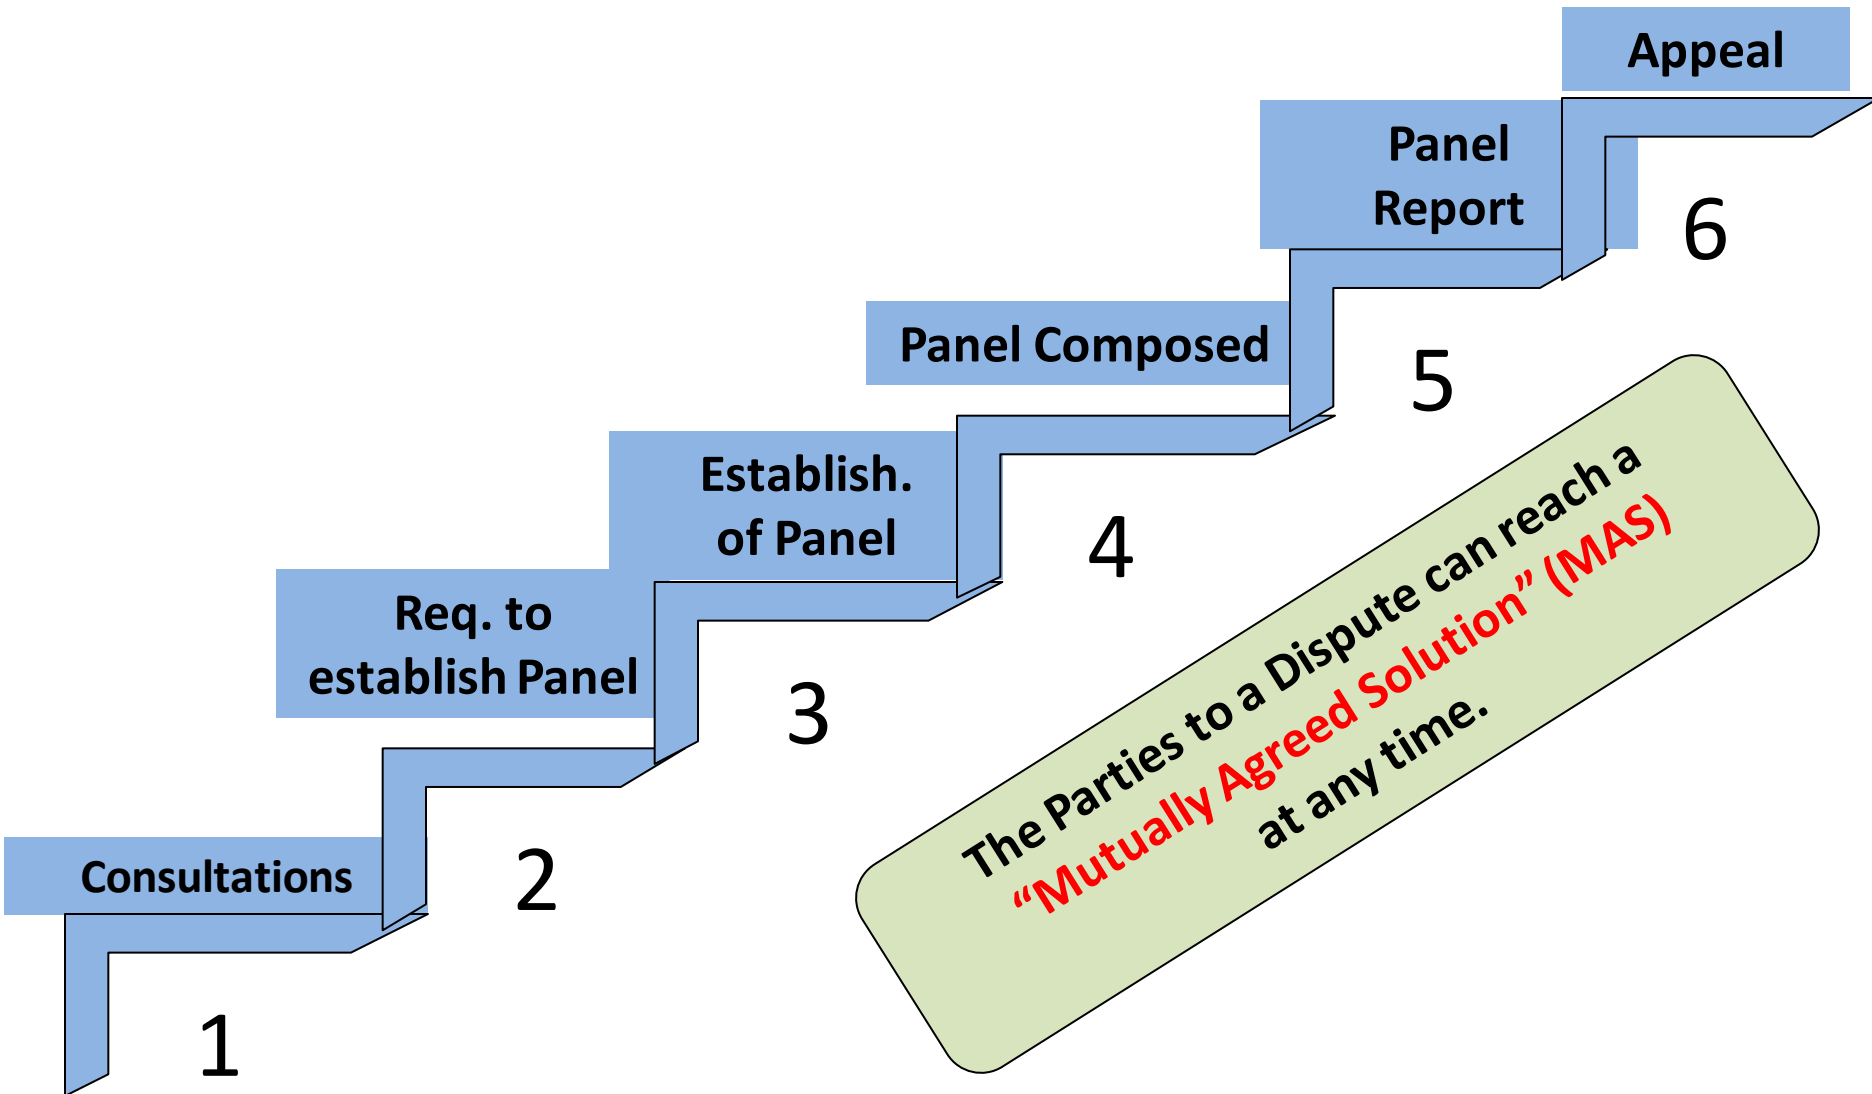 Appeal
Panel
Report
6
Panel Composed
5
Establish.
of Panel
4
Req. to
establish Panel
3
Consultations
2
1
The Parties to a Dispute can reach a
“Mutually Agreed Solution” (MAS)
at any time.